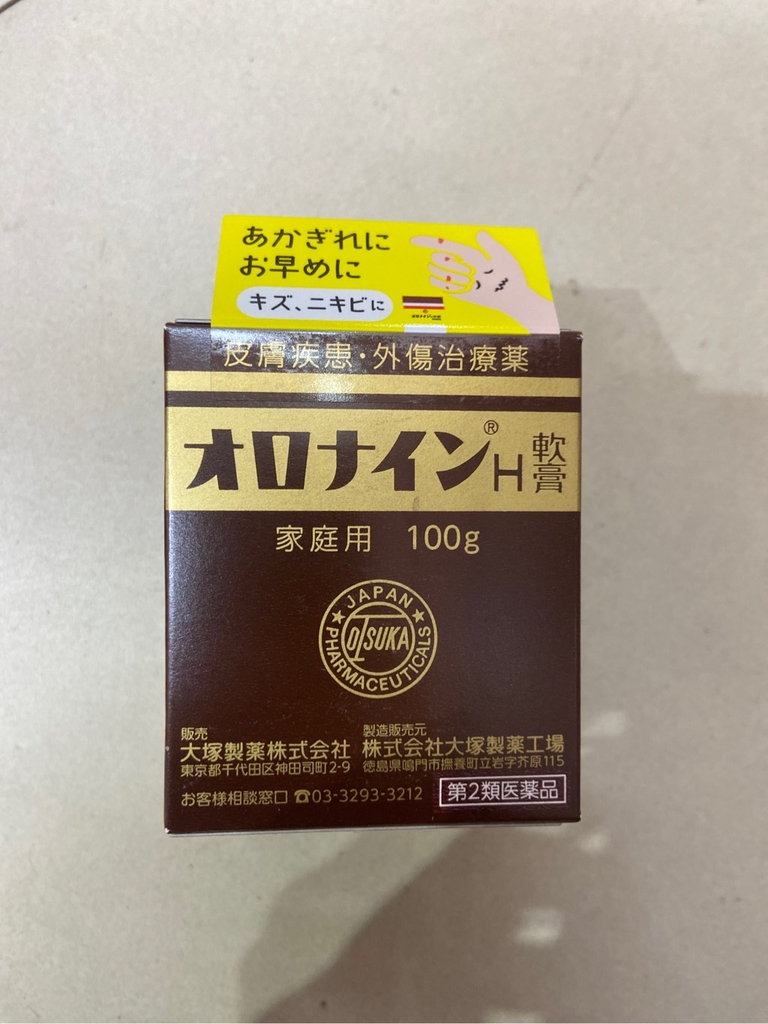 あかぎれに
お早めに
キズ、ニキビに
皮膚疾患・外傷治療薬
オロナイン®H軟膏
家庭用 100g
JAPAN
OTSUKA
PHARMACEUTICALS
販売
大塚製薬株式会社
東京都千代田区神田司町2-9
製造販売元
株式会社大塚製薬工場
徳島県鳴門市撫養町立岩字芥原115
お客様相談窓口 ☎03-3293-3212
第2類医薬品